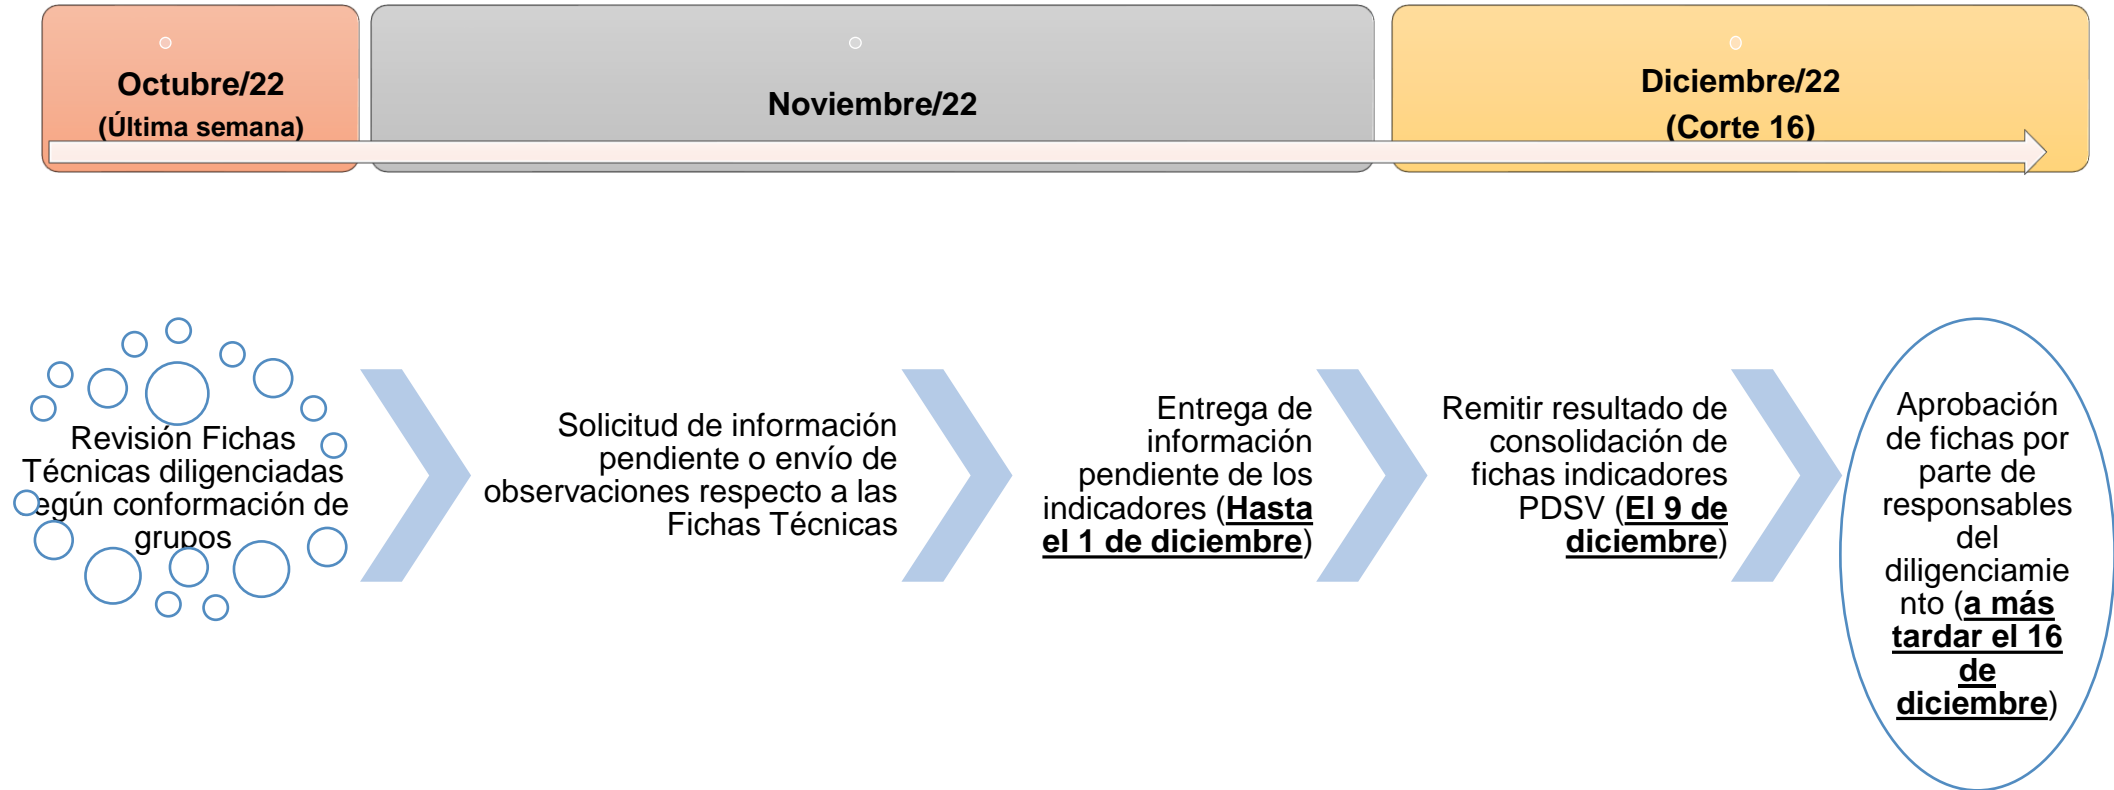 Octubre/22
(Última semana)
Noviembre/22
Diciembre/22
(Corte 16)
Revisión Fichas
Técnicas diligenciadas
según conformación de
grupos
Solicitud de información
pendiente o envío de
observaciones respecto a las
Fichas Técnicas
Entrega de
información
pendiente de los
indicadores (Hasta
el 1 de diciembre)
Remitir resultado de
consolidación de
fichas indicadores
PDSV (El 9 de
diciembre)
Aprobación
de fichas por
parte de
responsables
del
diligenciamie
nto (a más
tardar el 16
de
diciembre)